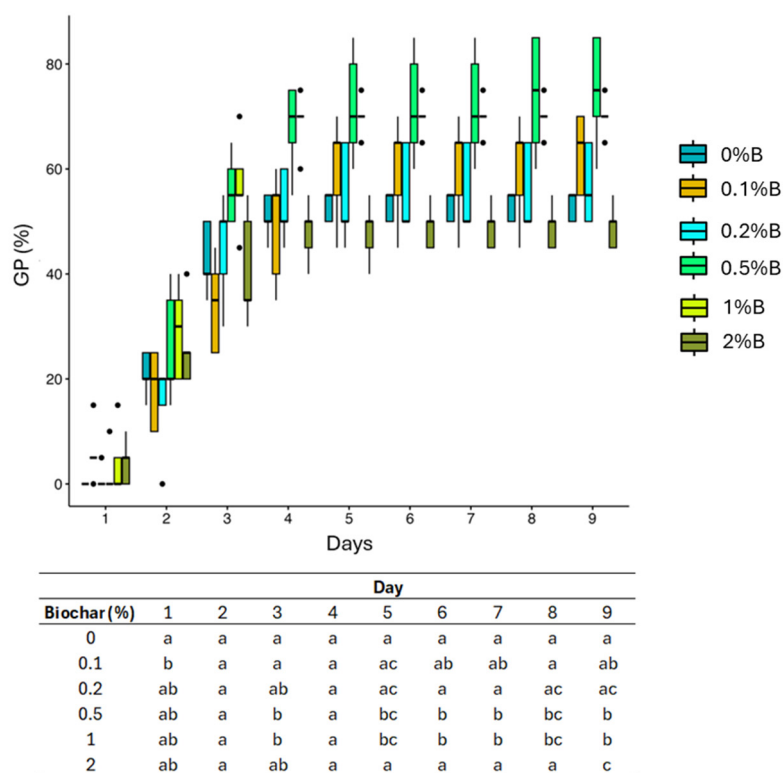 80
60
40
20
0
GP (%)
1 2 3 4 5 6 7 8 9
Days
0%B
0.1%B
0.2%B
0.5%B
1%B
2%B
Day
Biochar (%) 1 2 3 4 5 6 7 8 9
0 a a a a a a a a a
0.1 b a a a ac ab ab a ab
0.2 ab a ab a ac a a ac ac
0.5 ab a b a bc b b bc b
1 ab a b a bc b b bc b
2 ab a ab a a a a a c